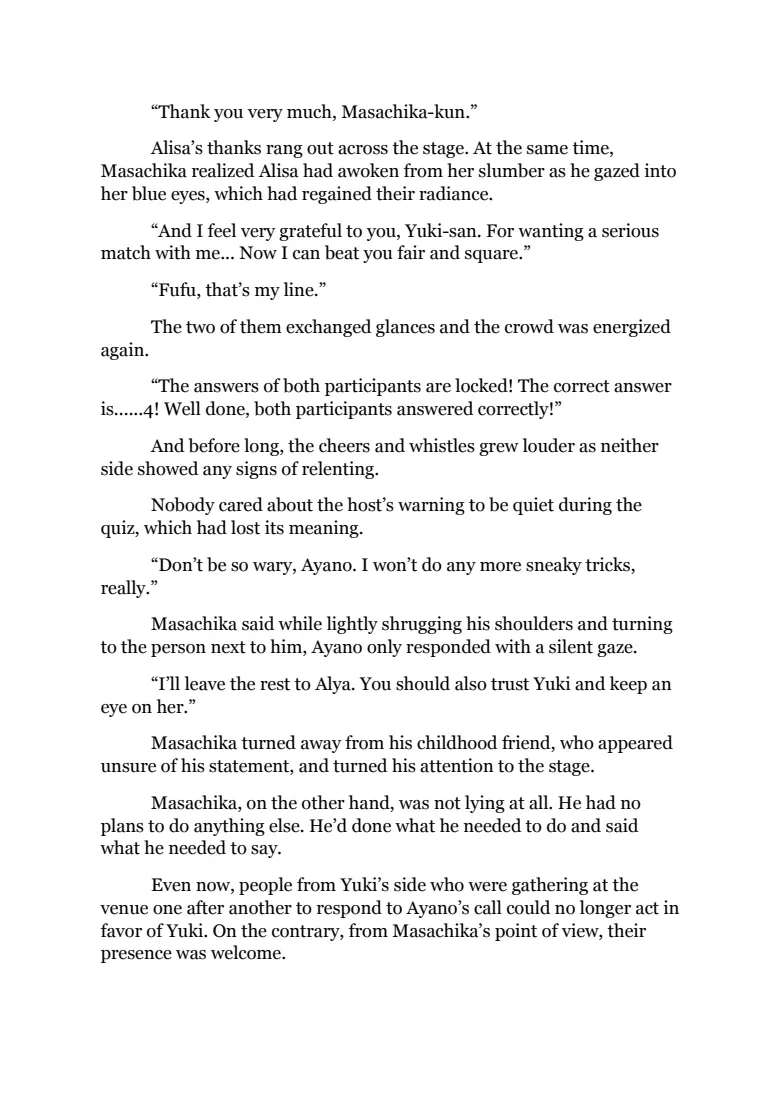 “Thank you very much, Masachika-kun.”
Alisa’s thanks rang out across the stage. At the same time,
Masachika realized Alisa had awoken from her slumber as he gazed into
her blue eyes, which had regained their radiance.
“And I feel very grateful to you, Yuki-san. For wanting a serious
match with me... Now I can beat you fair and square.”
“Fufu, that’s my line.”
The two of them exchanged glances and the crowd was energized
again.
“The answers of both participants are locked! The correct answer
is......4! Well done, both participants answered correctly!”
And before long, the cheers and whistles grew louder as neither
side showed any signs of relenting.
Nobody cared about the host’s warning to be quiet during the
quiz, which had lost its meaning.
“Don’t be so wary, Ayano. I won’t do any more sneaky tricks,
really.”
Masachika said while lightly shrugging his shoulders and turning
to the person next to him, Ayano only responded with a silent gaze.
“I’ll leave the rest to Alya. You should also trust Yuki and keep an
eye on her.”
Masachika turned away from his childhood friend, who appeared
unsure of his statement, and turned his attention to the stage.
Masachika, on the other hand, was not lying at all. He had no
plans to do anything else. He’d done what he needed to do and said
what he needed to say.
Even now, people from Yuki’s side who were gathering at the
venue one after another to respond to Ayano’s call could no longer act in
favor of Yuki. On the contrary, from Masachika’s point of view, their
presence was welcome.